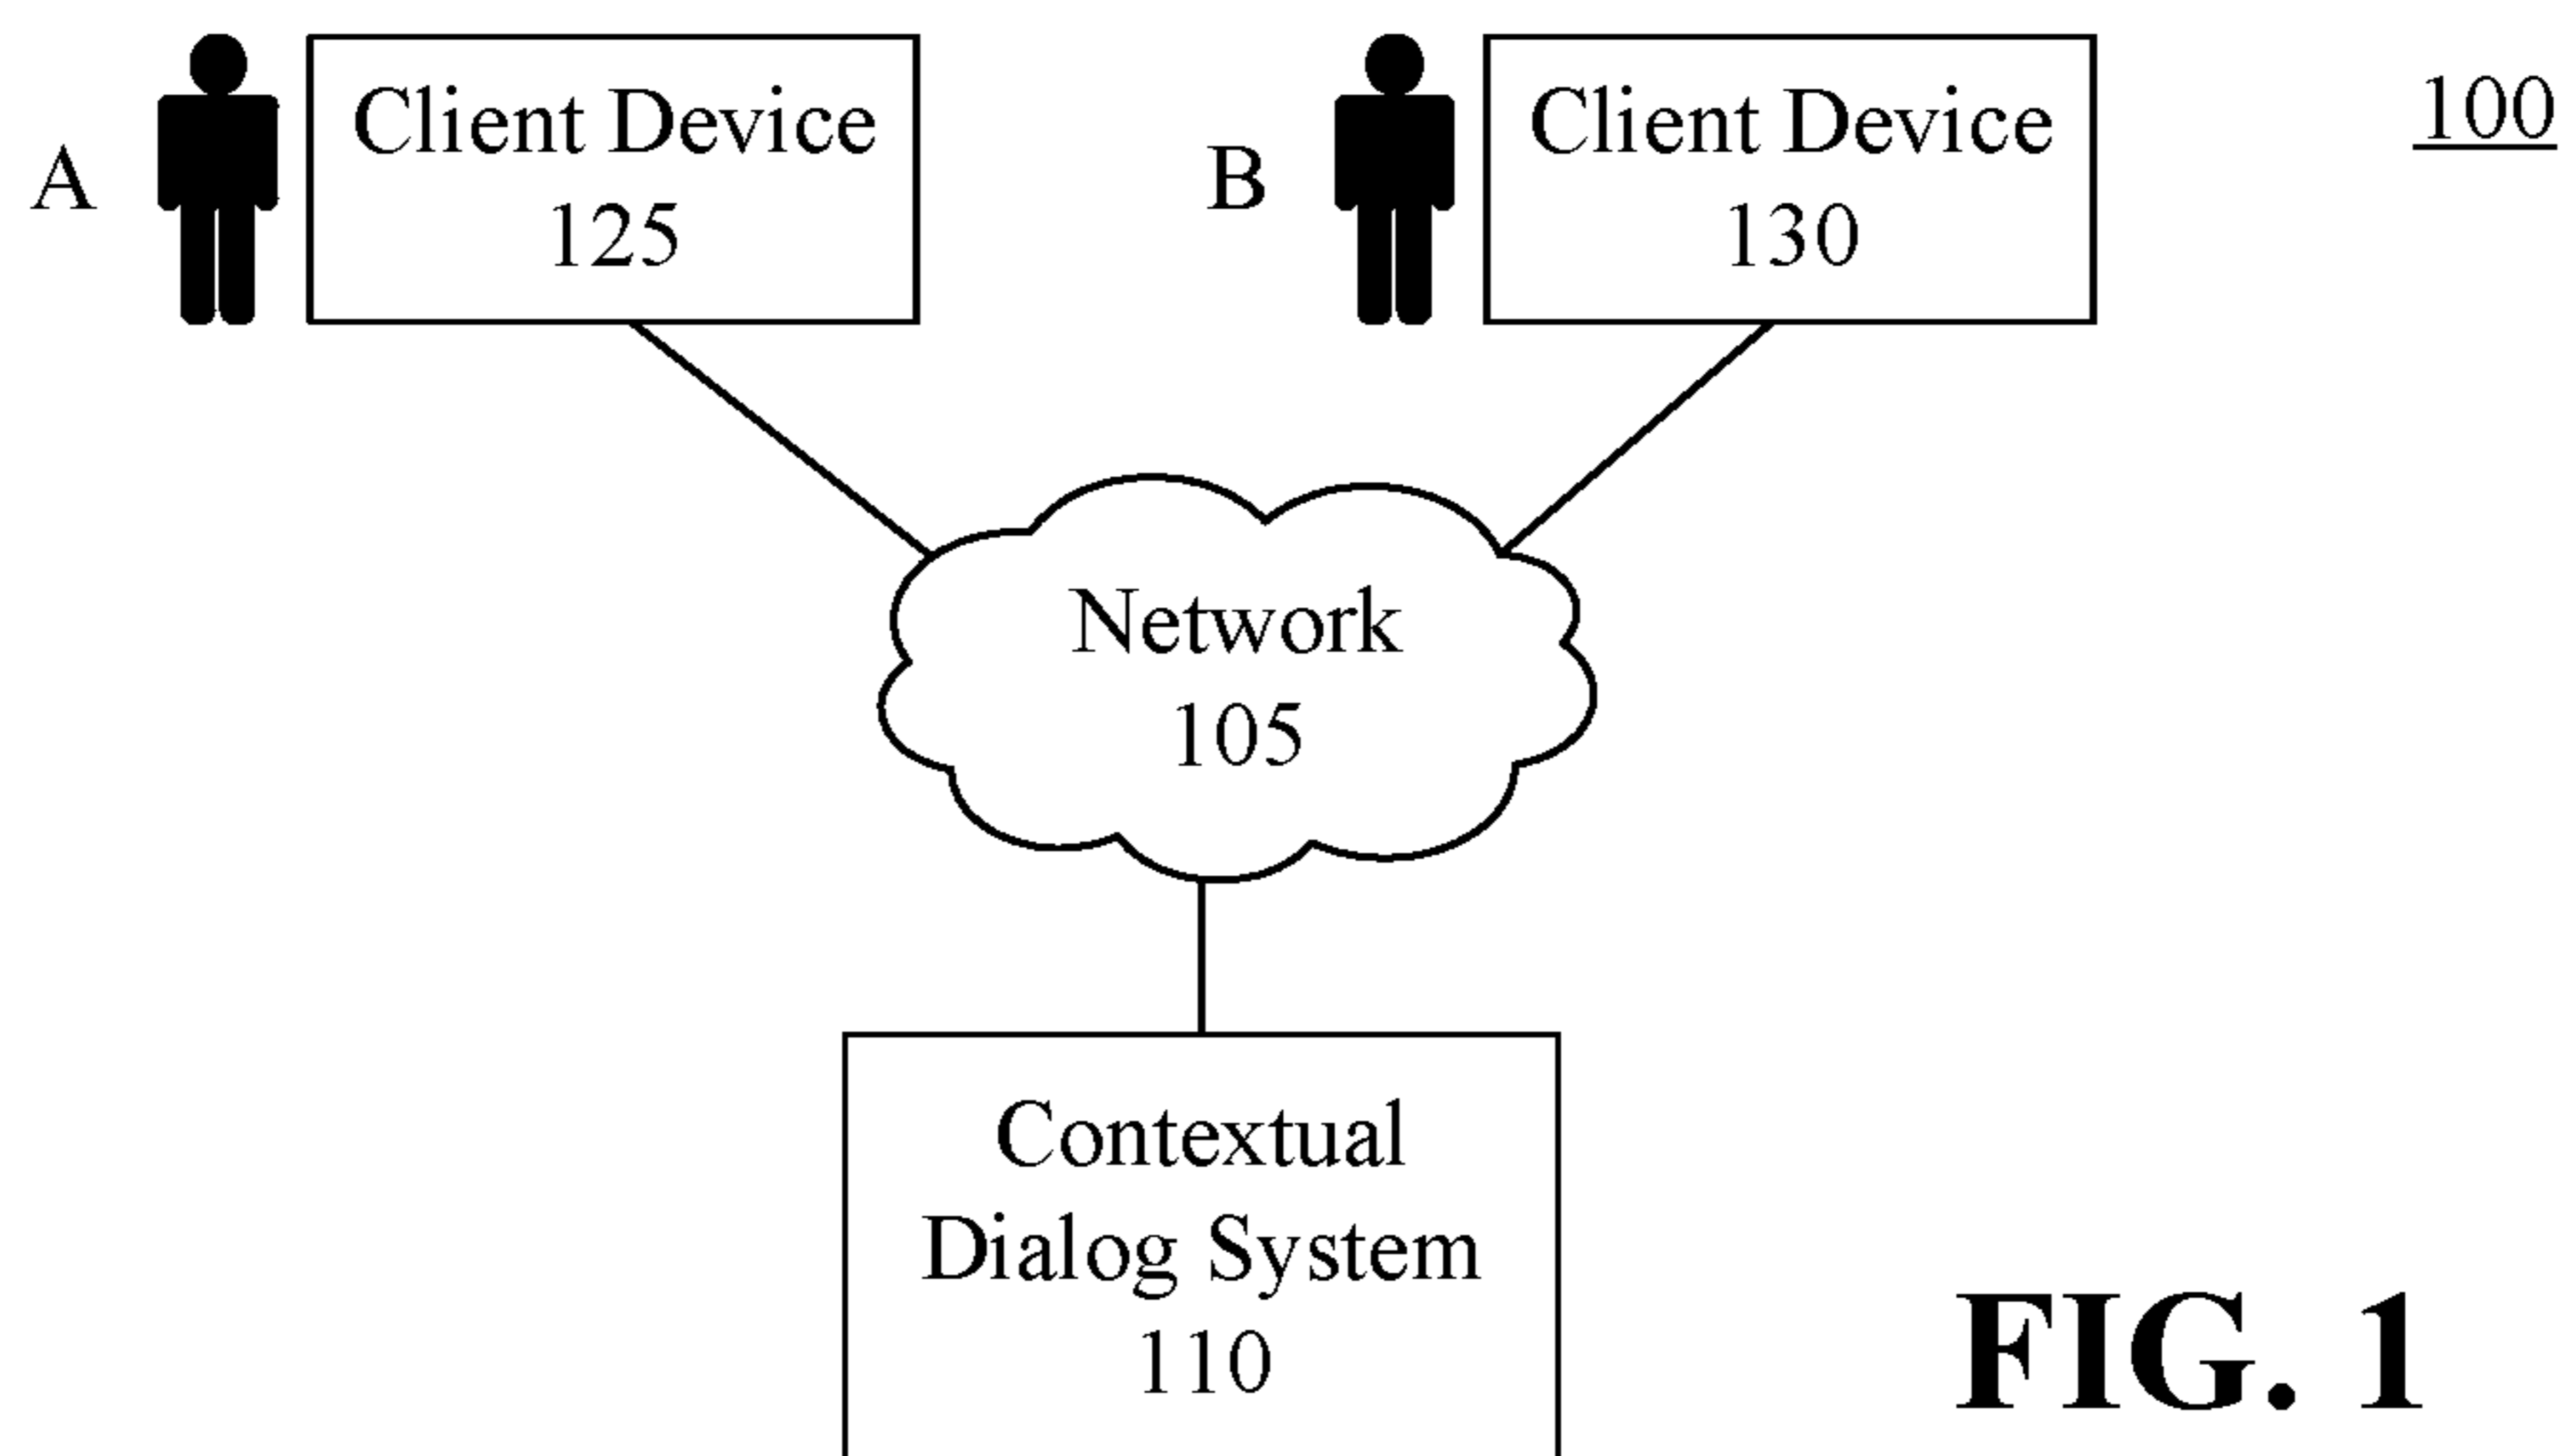 A
Client Device
125
B
Client Device
130
100
Network
105
Contextual
Dialog System
110
FIG. 1